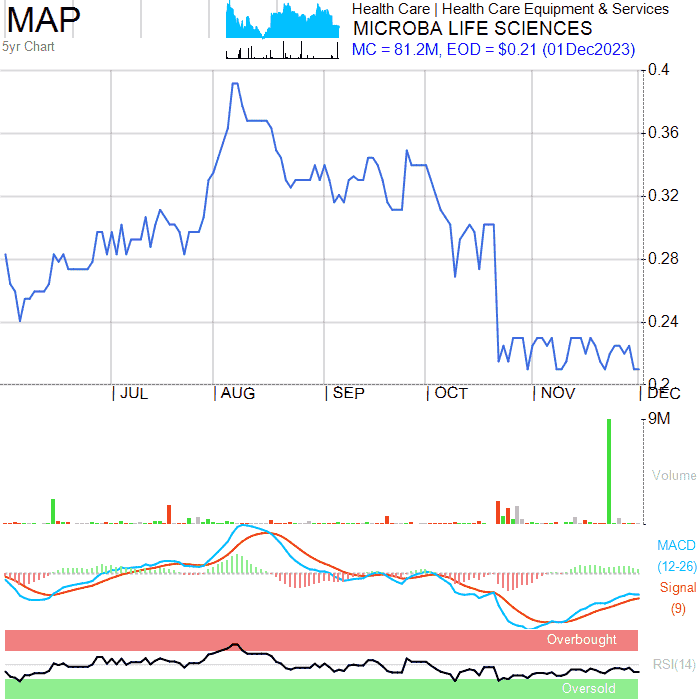 MAP
5yr Chart
Health Care | Health Care Equipment & Services
MICROBA LIFE SCIENCES
MC = 81.2M, EOD = $0.21 (01Dec2023)
0.4
0.36
0.32
0.28
0.24
0.2
JUL
AUG
SEP
OCT
NOV
DEC
9M
Volume
MACD
(12-26)
Signal
(9)
Overbought
RSI(14)
Oversold